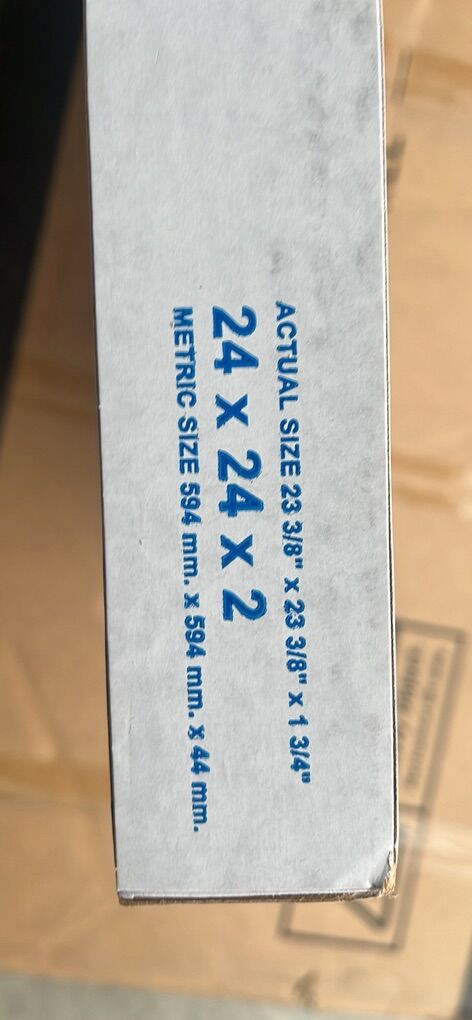 ACTUAL SIZE 23 3/8" x 23 3/8" x 1 3/4"
24 x 24 x 2
METRIC SIZE 594 mm. x 594 mm. x 44 mm.